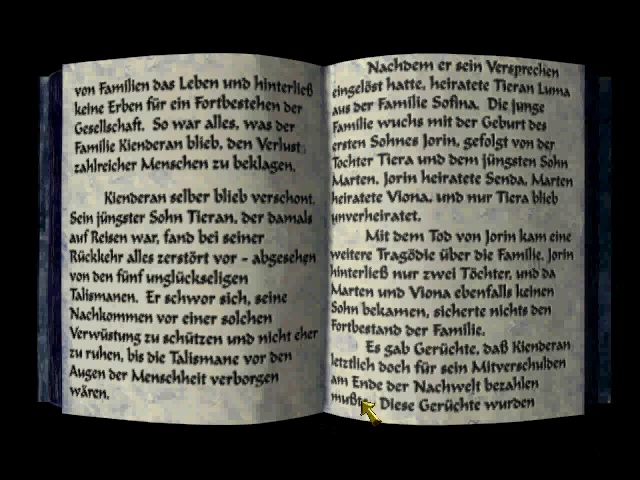 von Familien das Leben und hinterließ
keine Erben für ein Fortbestehen der
Gesellschaft. So war alles, was der
Familie Kienderan blieb, den Verlust
zahlreicher Menschen zu beklagen.
Kienderan selber blieb verschont.
Sein jüngster Sohn Tieran, der damals
auf Reisen war, fand bei seiner
Rückkehr alles zerstört vor - abgesehen
von den fünf unglückseligen
Talismanen. Er schwor sich, seine
Nachkommen vor einer solchen
Verwüstung zu schützen und nicht eher
zu ruhen, bis die Talismane vor den
Augen der Menschheit verborgen
wären.
Nachdem er sein Versprechen
eingelöst hatte, heiratete Tieran Luma
aus der Familie Sofina. Die junge
Familie wuchs mit der Geburt des
ersten Sohnes Jorin, gefolgt von der
Tochter Tiera und dem jüngsten Sohn
Marten. Jorin heiratete Senda, Marten
heiratete Viona, und nur Tiera blieb
unverheiratet.
Mit dem Tod von Jorin kam eine
weitere Tragödie über die Familie. Jorin
hinterließ nur zwei Töchter, und da
Marten und Viona ebenfalls keinen
Sohn bekamen, sicherte nichts den
Fortbestand der Familie.
Es gab Gerüchte, daß Kienderan
letztlich doch für sein Mitverschulden
am Ende der Nachwelt bezahlen
mußte. Diese Gerüchte wurden